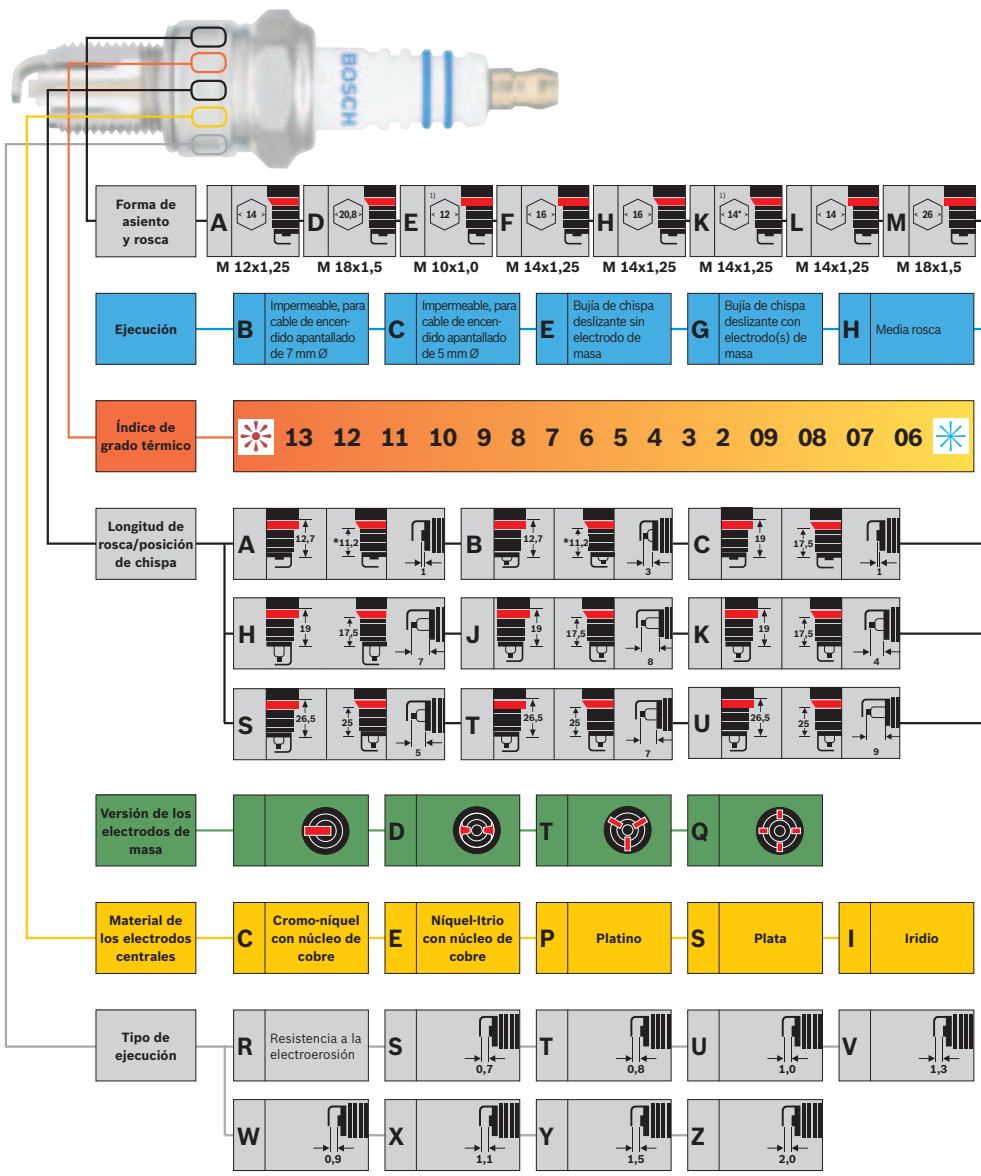 BOSCH
Forma de
asiento
y rosca
A < 14 > D < 20,8 > E 1) < 12 > F < 16 > H < 16 > K 1) < 14* > L < 14 > M < 26 >
M 12x1,25 M 18x1,5 M 10x1,0 M 14x1,25 M 14x1,25 M 14x1,25 M 14x1,25 M 18x1,5
Ejecución
B
Impermeable, para
cable de encen-
dido apantallado
de 7 mm Ø
C
Impermeable, para
cable de encen-
dido apantallado
de 5 mm Ø
E
Bujía de chispa
deslizante sin
electrodo de
masa
G
Bujía de chispa
deslizante con
electrodo(s) de
masa
H
Media rosca
Índice de
grado térmico
13 12 11 10 9 8 7 6 5 4 3 2 09 08 07 06
Longitud de
rosca/posición
de chispa
A 12,7 *11,2 1 B 12,7 *11,2 3 C 19 17,5 1
H 19 17,5 7 J 19 17,5 8 K 19 17,5 4
S 26,5 25 5 T 26,5 25 7 U 26,5 25 9
Versión de los
electrodos de
masa
D T Q
Material de
los electrodos
centrales
C
Cromo-níquel
con núcleo de
cobre
E
Níquel-Itrio
con núcleo de
cobre
P
Platino
S
Plata
I
Iridio
Tipo de
ejecución
R
Resistencia a la
electroerosión
S 0,7 T 0,8 U 1,0 V 1,3
W 0,9 X 1,1 Y 1,5 Z 2,0